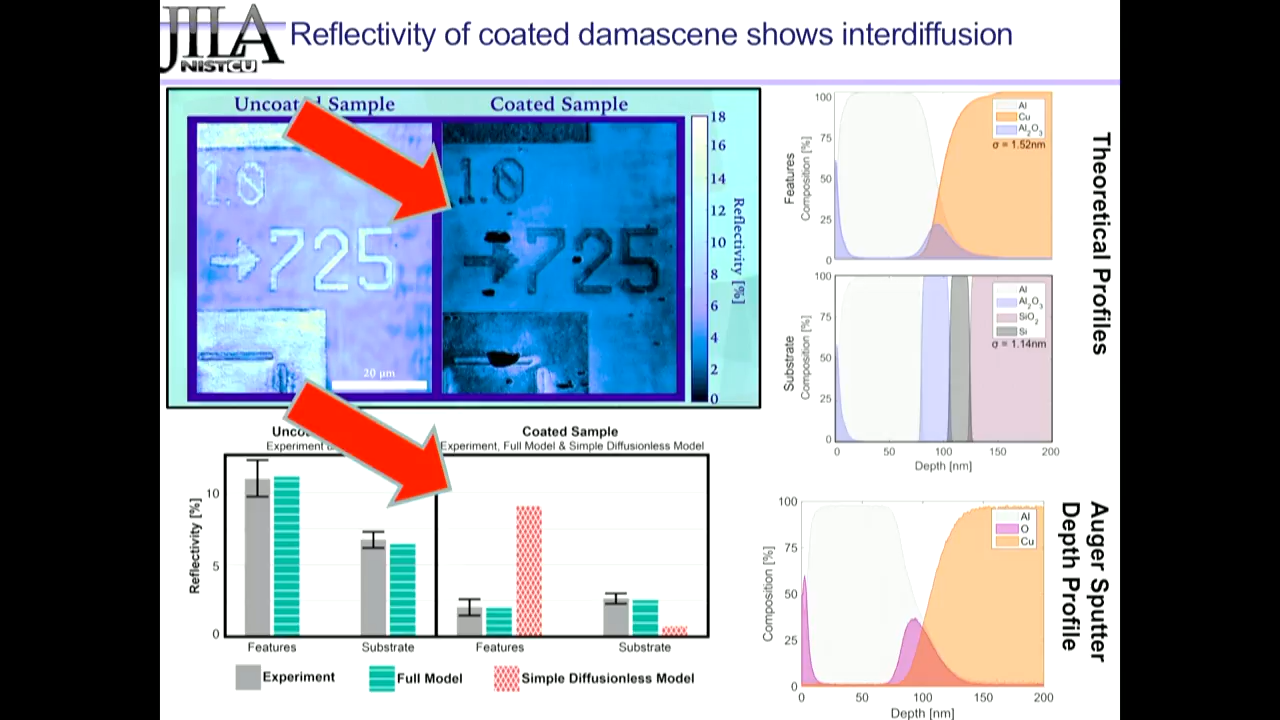 JILA
NIST CU
Reflectivity of coated damascene shows interdiffusion
Sample
Coated Sample
1.8
→725
20 µm
1.8
→725
18
16
14
12
10
8
6
4
2
0
Reflectivity [%]
100
75
50
25
0
Features
Composition [%]
Al
Cu
Al2O3
σ = 1.52nm
100
75
50
25
0
Substrate
Composition [%]
Al
Al2O3
SiO2
Si
σ = 1.14nm
0 50 100 150 200
Depth [nm]
Theoretical Profiles
Coated Sample
Experiment
Experiment, Full Model & Simple Diffusionless Model
10
5
0
Reflectivity [%]
Features Substrate Features Substrate
Experiment Full Model Simple Diffusionless Model
100
75
50
25
0
Composition [%]
Al
O
Cu
0 50 100 150 200
Depth [nm]
Auger Sputter
Depth Profile